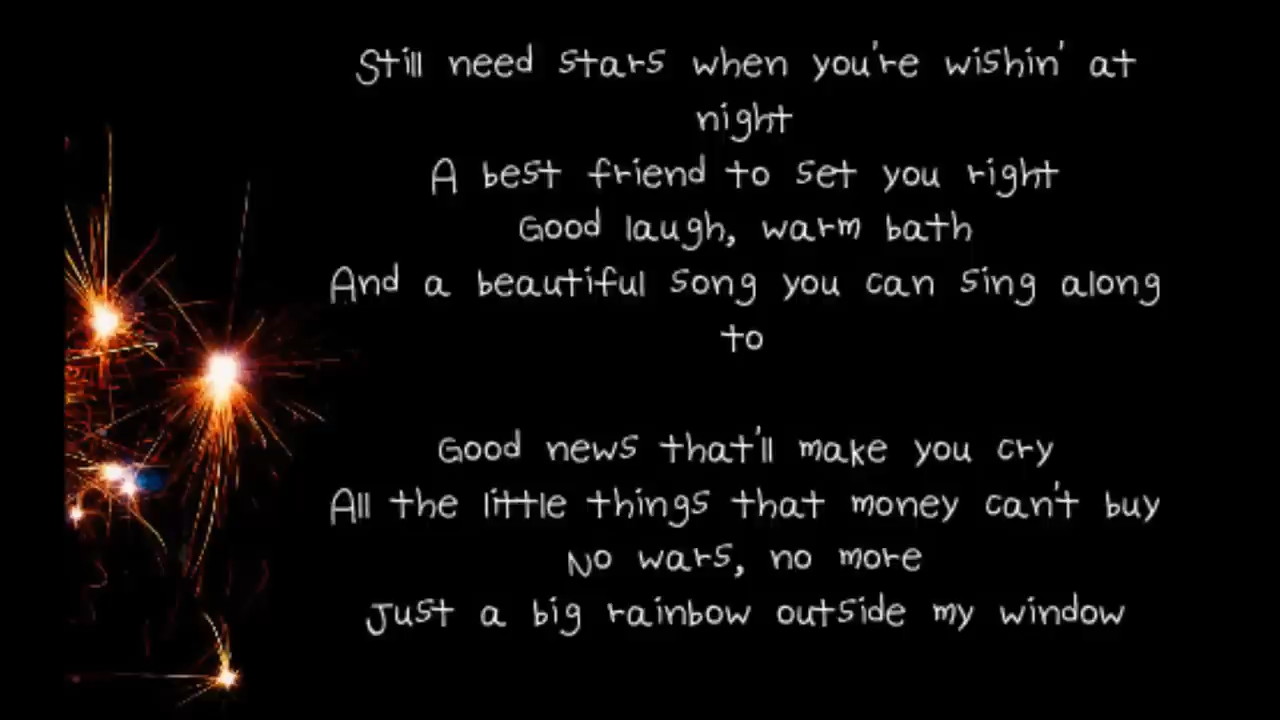 Still need stars when you're wishin' at
night
A best friend to set you right
Good laugh, warm bath
And a beautiful song you can sing along
to
Good news that'll make you cry
All the little things that money can't buy
No wars, no more
Just a big rainbow outside my window